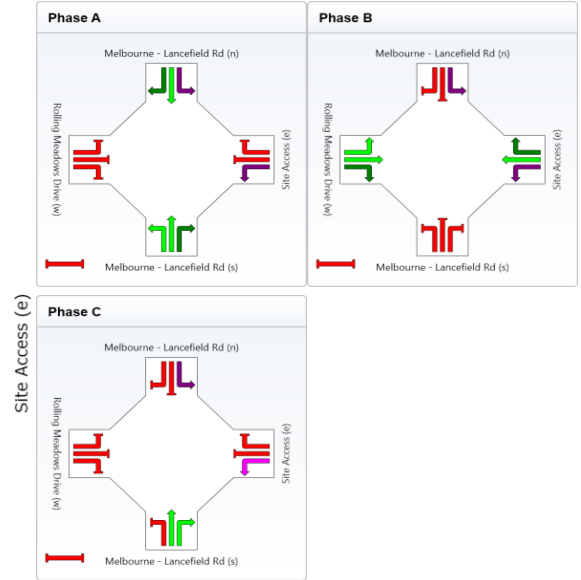 Phase A
Melbourne - Lancefield Rd (n)
Rolling Meadows Drive (w)
Site Access (e)
Melbourne - Lancefield Rd (s)
Phase B
Melbourne - Lancefield Rd (n)
Rolling Meadows Drive (w)
Site Access (e)
Melbourne - Lancefield Rd (s)
Site Access (e)
Phase C
Melbourne - Lancefield Rd (n)
Rolling Meadows Drive (w)
Site Access (e)
Melbourne - Lancefield Rd (s)